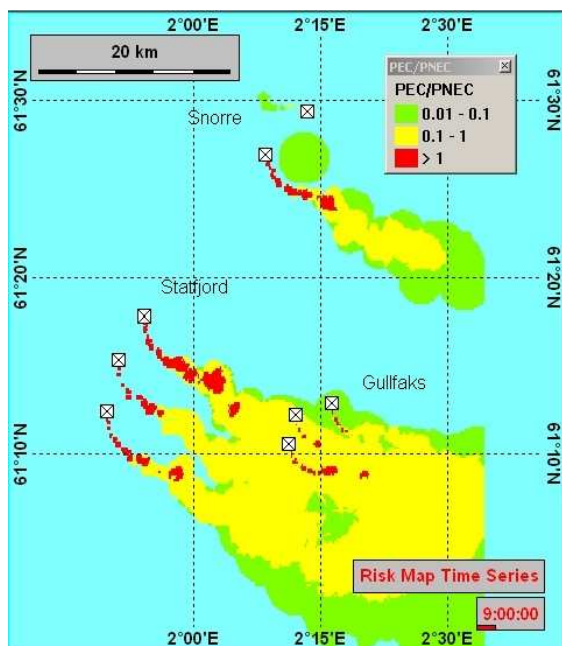 2°00'E 2°15'E 2°30'E
20 km
PEC/PNEC
PEC/PNEC
0.01 - 0.1
0.1 - 1
> 1
61°30'N 61°30'N
Snorre
61°20'N 61°20'N
Statfjord
Gullfaks
61°10'N 61°10'N
Risk Map Time Series
9:00:00
2°00'E 2°15'E 2°30'E